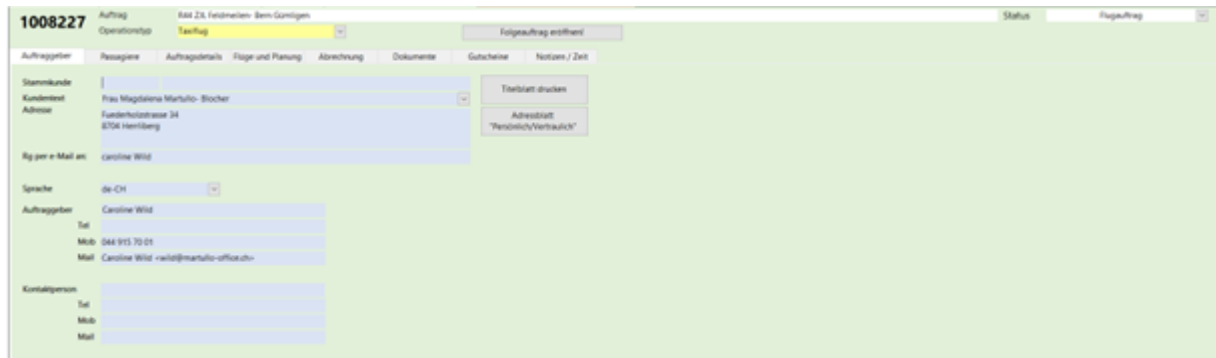 1008227
Auftrag R44 ZJL Feldmeilen- Bern Gümligen Status Flugauftrag
Operationstyp Taxiflug Folgeauftrag eröffnen!
Auftraggeber Passagiere Auftragsdetails Flüge und Planung Abrechnung Dokumente Gutscheine Notizen / Zeit
Stammkunde Titelblatt drucken
Kundentext Frau Magdalena Martullo- Blocher
Adresse Fuederholzstrasse 34 Adressblatt
8704 Herrliberg "Persönlich/Vertraulich"
Rg per e-Mail an: caroline Wild
Sprache de-CH
Auftraggeber Caroline Wild
Tel
Mob 044 915 70 01
Mail Caroline Wild <wild@martullo-office.ch>
Kontaktperson
Tel
Mob
Mail